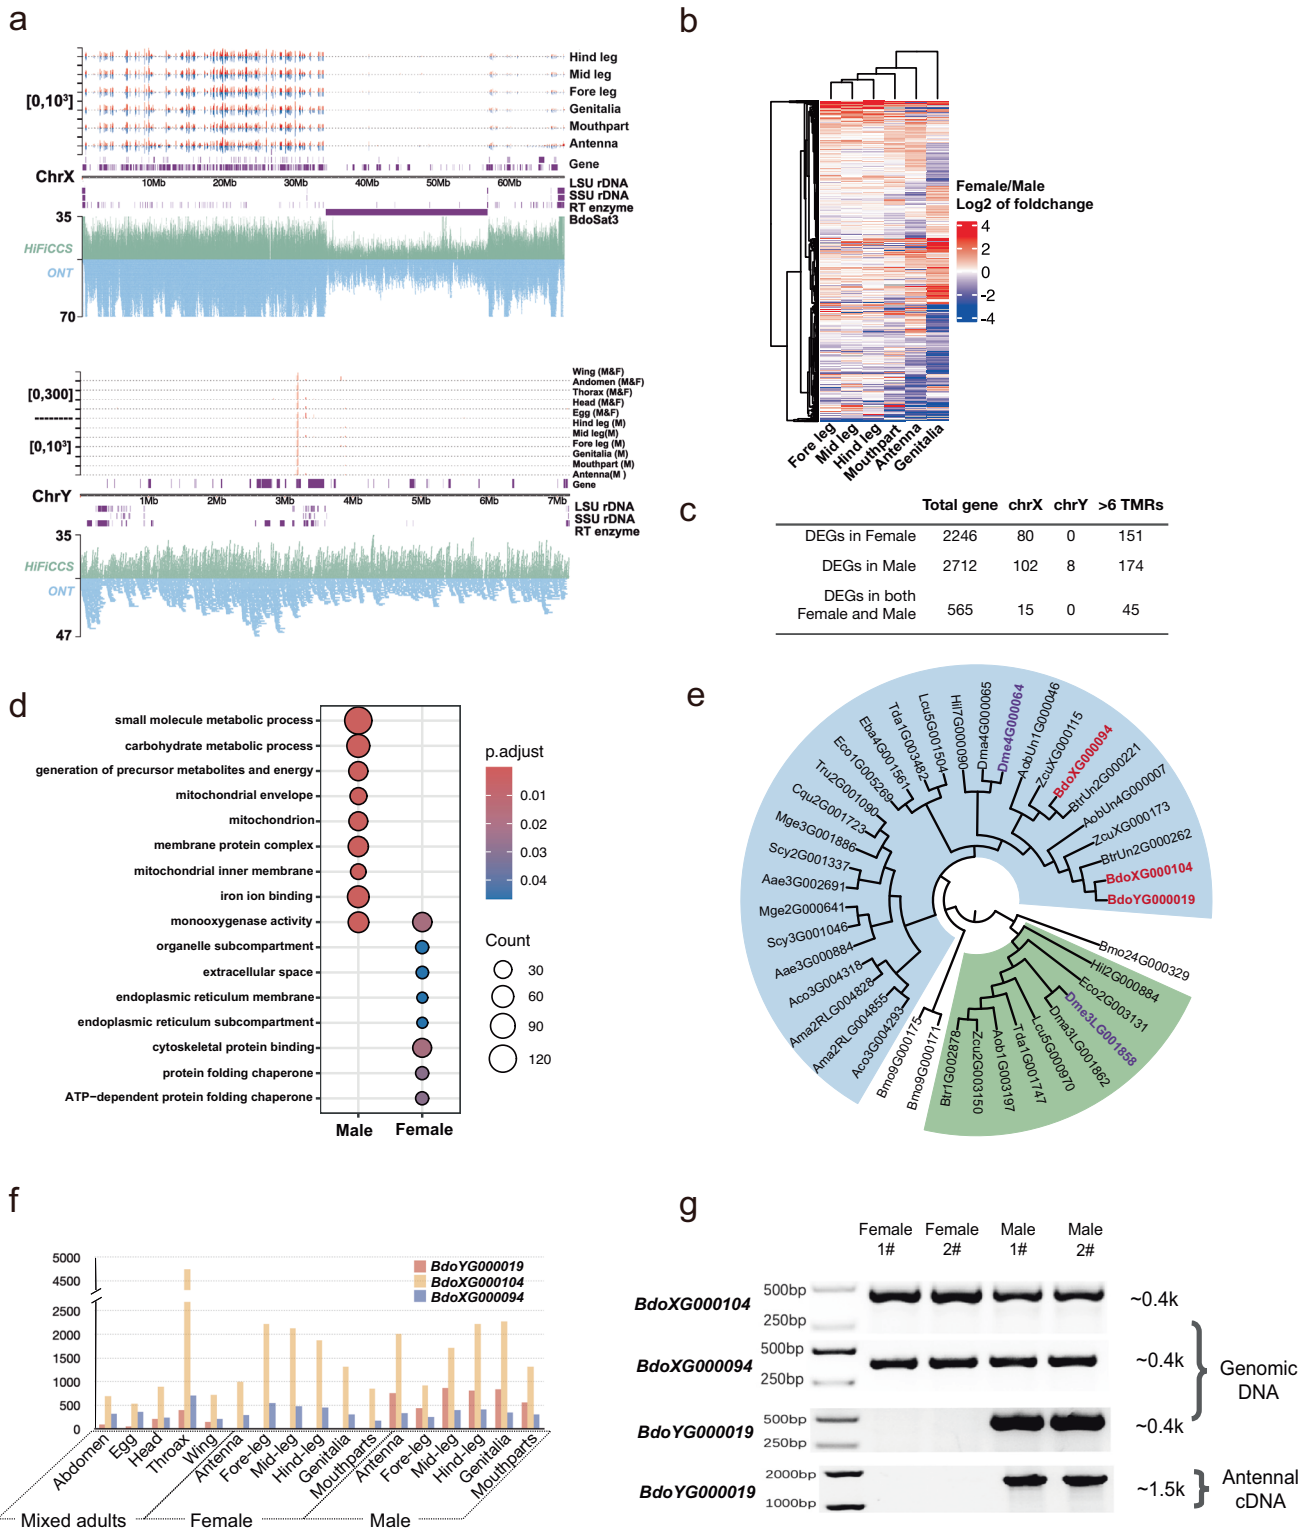 a
[0,10³]
Hind leg
Mid leg
Fore leg
Genitalia
Mouthpart
Antenna
Gene
ChrX
10Mb 20Mb 30Mb 40Mb 50Mb 60Mb
LSU rDNA
SSU rDNA
RT enzyme
BdoSat3
35
HiFiCCS
ONT
70
[0,300]
--------
[0,10³]
Wing (M&F)
Andomen (M&F)
Thorax (M&F)
Head (M&F)
Egg (M&F)
Hind leg (M)
Mid leg(M)
Fore leg (M)
Genitalia (M)
Mouthpart (M)
Antenna(M )
Gene
ChrY
1Mb 2Mb 3Mb 4Mb 5Mb 6Mb 7Mb
LSU rDNA
SSU rDNA
RT enzyme
35
HiFiCCS
ONT
47
b
Female/Male
Log2 of foldchange
4
2
0
-2
-4
Fore leg
Mid leg
Hind leg
Mouthpart
Antenna
Genitalia
c
Total gene chrX chrY >6 TMRs
DEGs in Female 2246 80 0 151
DEGs in Male 2712 102 8 174
DEGs in both
Female and Male 565 15 0 45
d
small molecule metabolic process
carbohydrate metabolic process
generation of precursor metabolites and energy
mitochondrial envelope
mitochondrion
membrane protein complex
mitochondrial inner membrane
iron ion binding
monooxygenase activity
organelle subcompartment
extracellular space
endoplasmic reticulum membrane
endoplasmic reticulum subcompartment
cytoskeletal protein binding
protein folding chaperone
ATP−dependent protein folding chaperone
Male Female
p.adjust
0.01
0.02
0.03
0.04
Count
30
60
90
120
e
Aco3G004293
Ama2RLG004855
Ama2RLG004828
Aco3G004318
Aae3G000884
Scy3G001046
Mge2G000641
Aae3G002691
Scy2G001337
Mge3G001886
Cqu2G001723
Tru2G001090
Eco1G005269
Eba4G001561
Tda1G003482
Lcu5G001504
Hil7G000090
Dma4G000065
Dme4G000064
AobUn1G000046
ZcuXG000115
BdoXG000094
BtrUn2G000221
AobUn4G000007
ZcuXG000173
BtrUn2G000262
BdoXG000104
BdoYG000019
Bmo24G000329
Hil2G000884
Eco2G003131
Dme3LG001858
Dma3LG001862
Lcu5G000970
Tda1G001747
Aob1G003197
Zcu2G003150
Btr1G002878
Bmo9G000171
Bmo9G000175
f
5000
4500
2500
2000
1500
1000
500
0
BdoYG000019
BdoXG000104
BdoXG000094
Abdomen
Egg
Head
Throax
Wing
Antenna
Fore-leg
Mid-leg
Hind-leg
Genitalia
Mouthparts
Antenna
Fore-leg
Mid-leg
Hind-leg
Genitalia
Mouthparts
Mixed adults Female Male
g
Female Female Male Male
1# 2# 1# 2#
BdoXG000104 500bp 250bp ~0.4k
BdoXG000094 500bp 250bp ~0.4k
Genomic
DNA
BdoYG000019 500bp 250bp ~0.4k
BdoYG000019 2000bp 1000bp ~1.5k
Antennal
cDNA